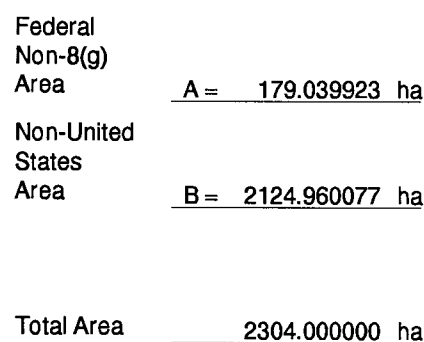 Federal
Non-8(g)
Area A = 179.039923 ha
Non-United
States
Area B = 2124.960077 ha
Total Area 2304.000000 ha